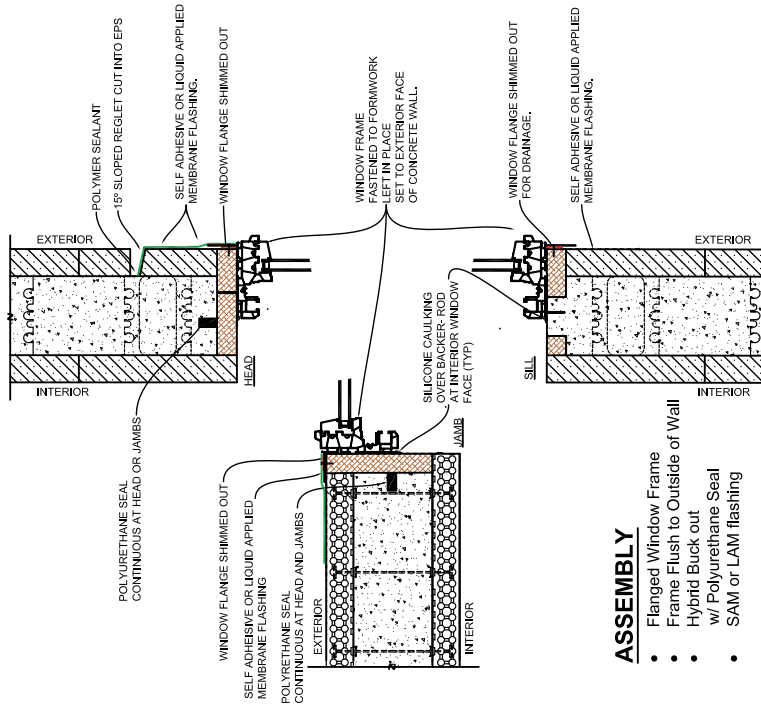 POLYURETHANE SEAL
CONTINUOUS AT HEAD OR JAMBS
INTERIOR
EXTERIOR
HEAD
POLYMER SEALANT
15º SLOPED REGLET CUT INTO EPS
SELF ADHESIVE OR LIQUID APPLIED
MEMBRANE FLASHING.
WINDOW FLANGE SHIMMED OUT
WINDOW FRAME
FASTENED TO FORMWORK
LEFT IN PLACE
SET TO EXTERIOR FACE
OF CONCRETE WALL.
WINDOW FLANGE SHIMMED OUT
FOR DRAINAGE.
SELF ADHESIVE OR LIQUID APPLIED
MEMBRANE FLASHING.
EXTERIOR
SILL
INTERIOR
SILICONE CAULKING
OVER BACKER- ROD
AT INTERIOR WINDOW
FACE (TYP)
JAMB
WINDOW FLANGE SHIMMED OUT
SELF ADHEISIVE OR LIQUID APPLIED
MEMBRANE FLASHING
POLYRETHANE SEAL
CONTINUOUS AT HEAD AND JAMBS
EXTERIOR
INTERIOR
ASSEMBLY
• Flanged Window Frame
• Frame Flush to Outside of Wall
• Hybrid Buck out
w/ Polyurethane Seal
• SAM or LAM flashing